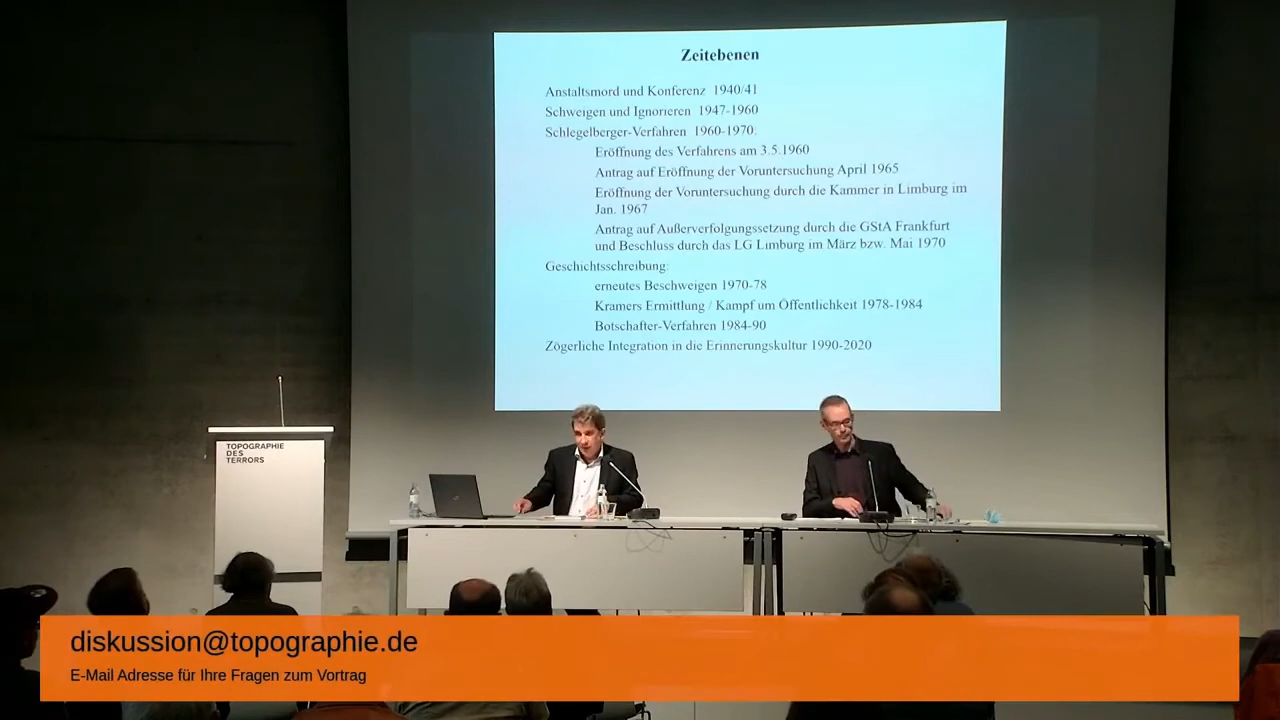 Zeitebenen
Anstaltsmord und Konferenz 1940/41
Schweigen und Ignorieren 1947-1960
Schlegelberger-Verfahren 1960-1970:
Eröffnung des Verfahrens am 3.5.1960
Antrag auf Eröffnung der Voruntersuchung April 1965
Eröffnung der Voruntersuchung durch die Kammer in Limburg im
Jan. 1967
Antrag auf Außerverfolgungssetzung durch die GStA Frankfurt
und Beschluss durch das LG Limburg im März bzw. Mai 1970
Geschichtsschreibung:
erneutes Beschweigen 1970-78
Kramers Ermittlung / Kampf um Öffentlichkeit 1978-1984
Botschafter-Verfahren 1984-90
Zögerliche Integration in die Erinnerungskultur 1990-2020
TOPOGRAPHIE
DES
TERRORS
diskussion@topographie.de
E-Mail Adresse für Ihre Fragen zum Vortrag